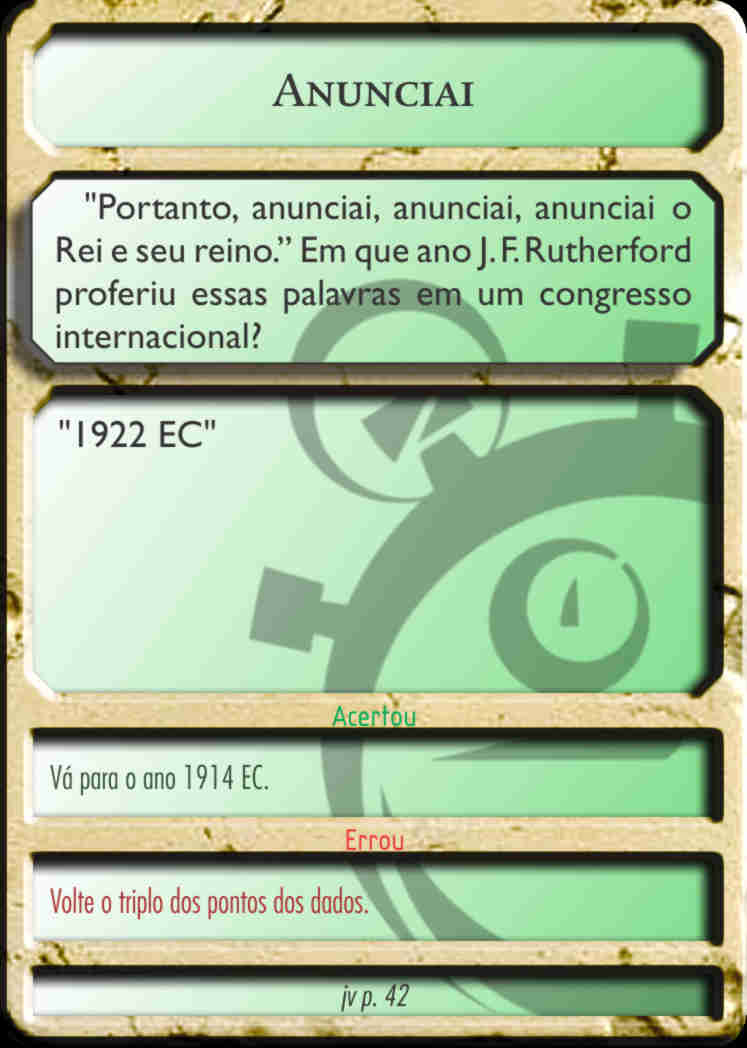 ANUNCIAI
"Portanto, anunciai, anunciai, anunciai o
Rei e seu reino.” Em que ano J. F. Rutherford
proferiu essas palavras em um congresso
internacional?
"1922 EC"
Acertou
Vá para o ano 1914 EC.
Errou
Volte o triplo dos pontos dos dados.
jv p. 42